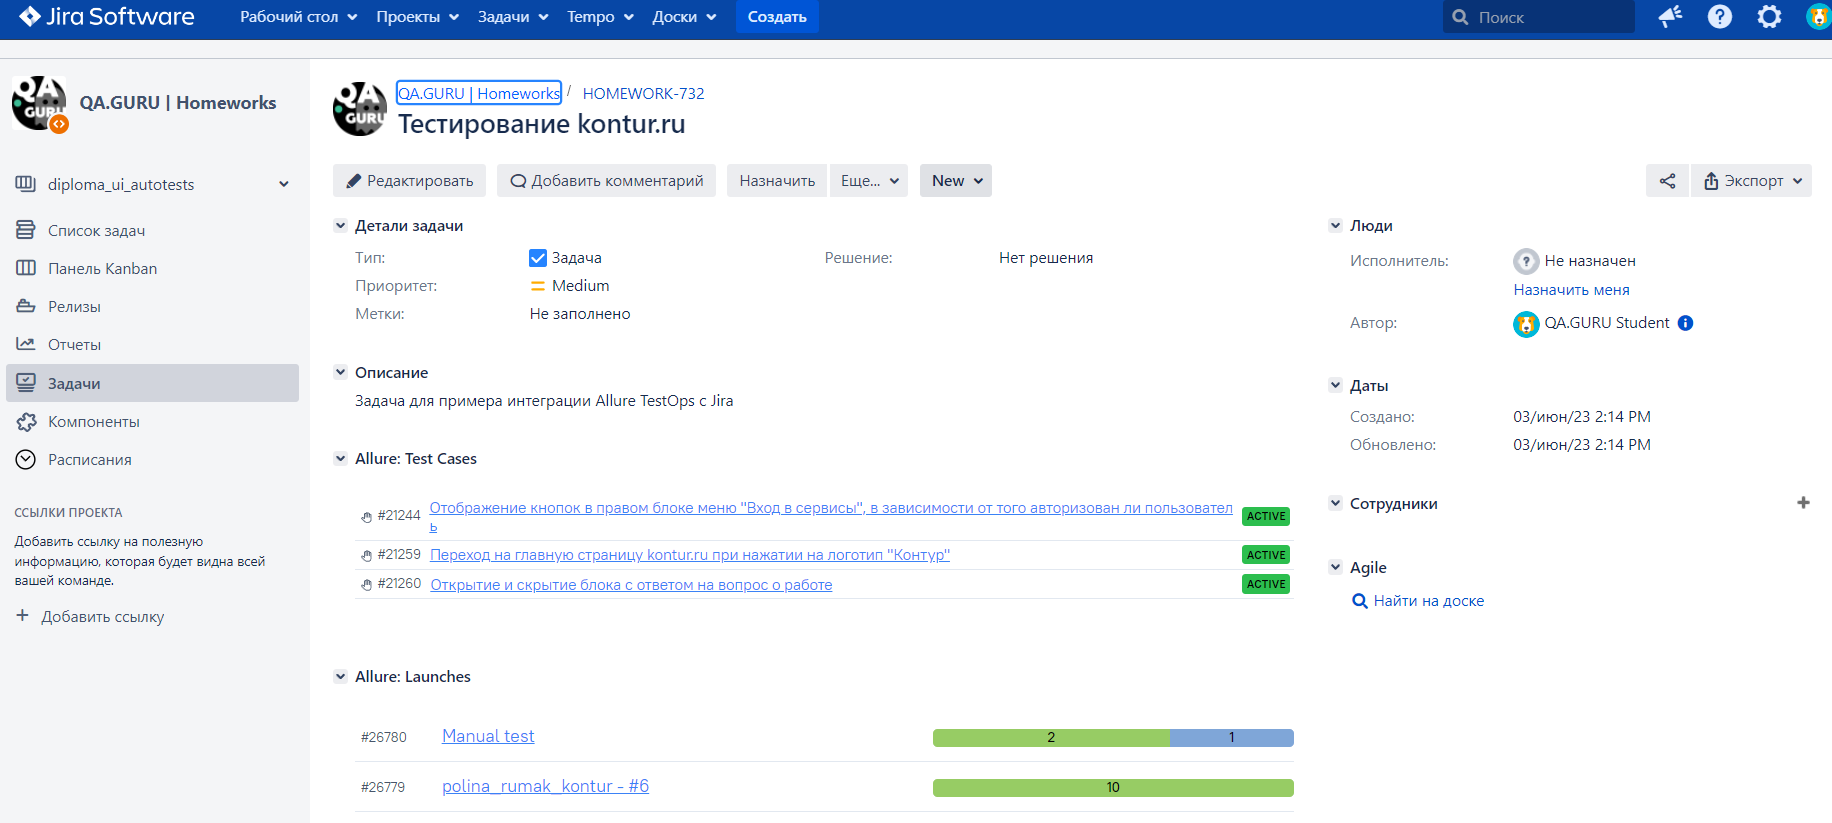 Jira Software
Рабочий стол Проекты Задачи Tempo Доски Создать Поиск
QA.GURU | Homeworks
diploma_ui_autotests
Список задач
Панель Kanban
Релизы
Отчеты
Задачи
Компоненты
Расписания
ССЫЛКИ ПРОЕКТА
Добавить ссылку на полезную
информацию, которая будет видна всей
вашей команде.
+ Добавить ссылку
QA.GURU | Homeworks / HOMEWORK-732
Тестирование kontur.ru
Редактировать Добавить комментарий Назначить Еще... New Экспорт
Детали задачи
Тип: Задача Решение: Нет решения
Приоритет: Medium
Метки: Не заполнено
Описание
Задача для примера интеграции Allure TestOps с Jira
Allure: Test Cases
#21244 Отображение кнопок в правом блоке меню "Вход в сервисы", в зависимости от того авторизован ли пользовател
ь ACTIVE
#21259 Переход на главную страницу kontur.ru при нажатии на логотип "Контур" ACTIVE
#21260 Открытие и скрытие блока с ответом на вопрос о работе ACTIVE
Allure: Launches
#26780 Manual test 2 1
#26779 polina_rumak_kontur - #6 10
Люди
Исполнитель: Не назначен
Назначить меня
Автор: QA.GURU Student
Даты
Создано: 03/июн/23 2:14 PM
Обновлено: 03/июн/23 2:14 PM
Сотрудники
Agile
Найти на доске